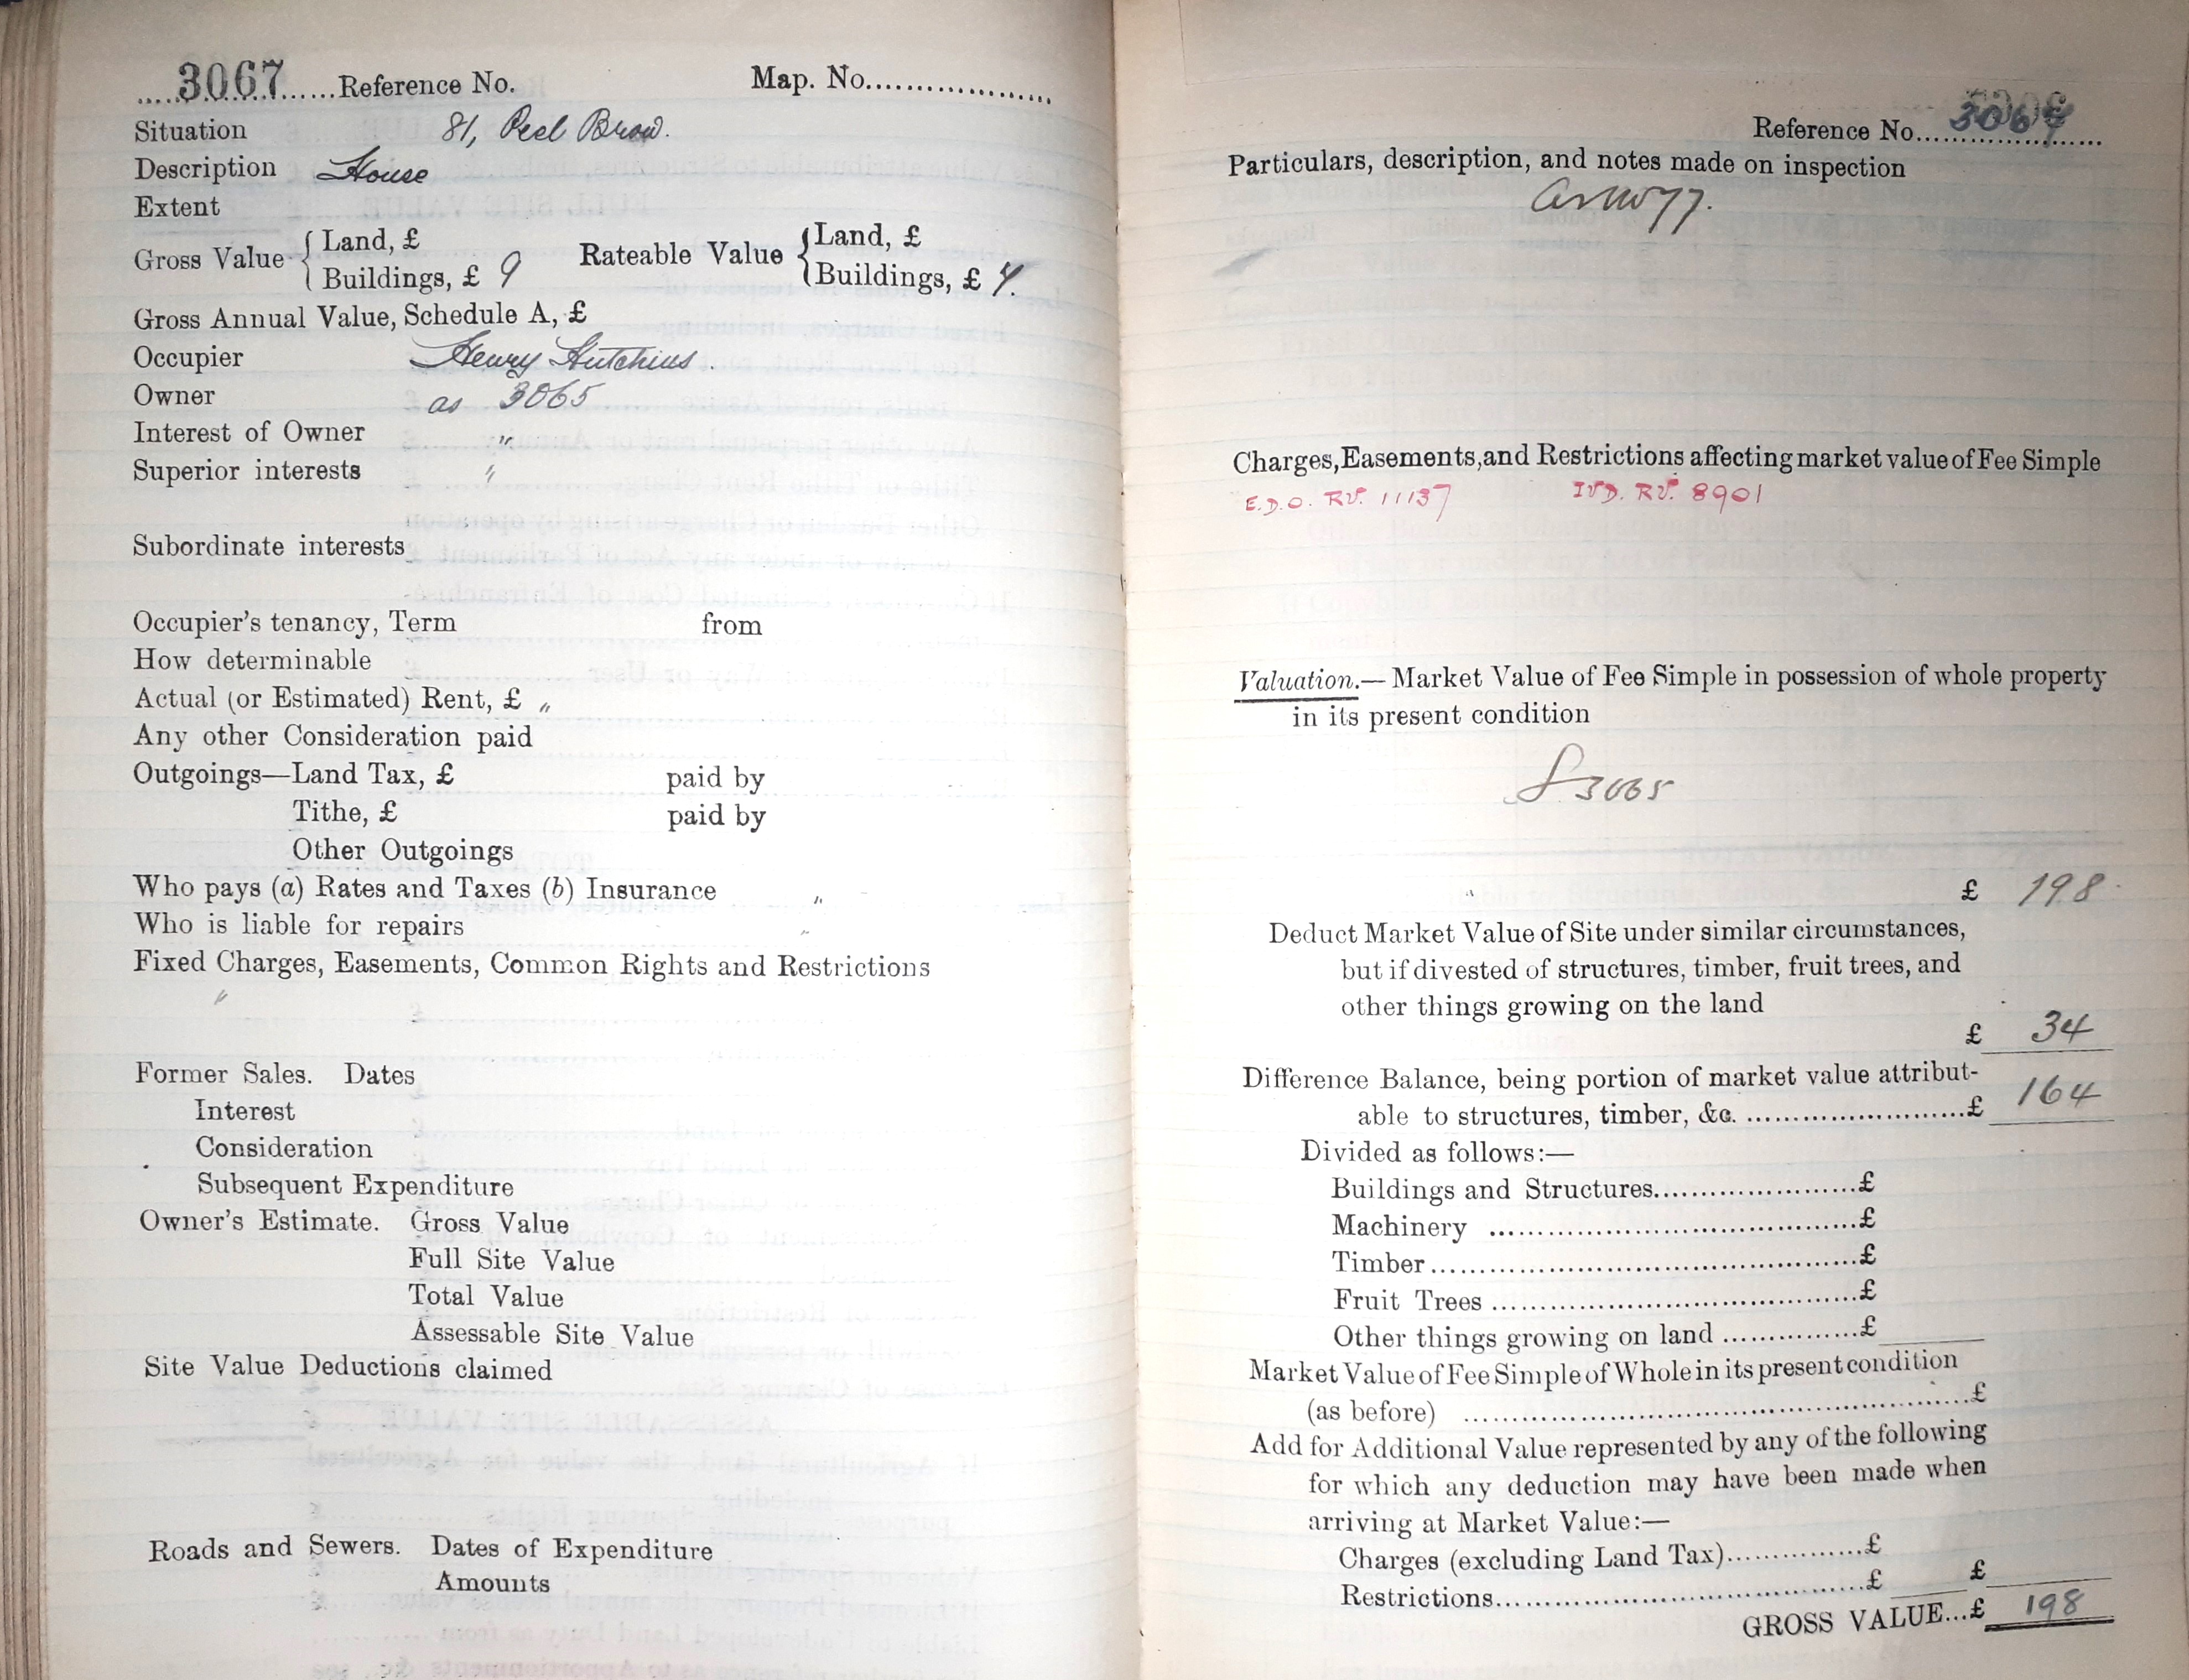 3067 Reference No. Map. No.
Situation 81, Peel Brow.
Description House
Extent
Gross Value { Land, £ Rateable Value { Land, £
Buildings, £ 9 Buildings, £
Gross Annual Value, Schedule A, £
Occupier Henry Hutchins.
Owner as 3065
Interest of Owner "
Superior interests "
Subordinate interests
Occupier's tenancy, Term from
How determinable
Actual (or Estimated) Rent, £ "
Any other Consideration paid
Outgoings—Land Tax, £ paid by
Tithe, £ paid by
Other Outgoings
Who pays (a) Rates and Taxes (b) Insurance "
Who is liable for repairs "
Fixed Charges, Easements, Common Rights and Restrictions
"
Former Sales. Dates
Interest
Consideration
Subsequent Expenditure
Owner's Estimate. Gross Value
Full Site Value
Total Value
Assessable Site Value
Site Value Deductions claimed
Roads and Sewers. Dates of Expenditure
Amounts
Reference No. 3067
Particulars, description, and notes made on inspection
Charges, Easements, and Restrictions affecting market value of Fee Simple
E.D.O. RV. 11137 IVD. RV. 8901
Valuation.— Market Value of Fee Simple in possession of whole property
in its present condition
3065
£ 198
Deduct Market Value of Site under similar circumstances,
but if divested of structures, timber, fruit trees, and
other things growing on the land
£ 34
Difference Balance, being portion of market value attribut-
able to structures, timber, &c. £ 164
Divided as follows:—
Buildings and Structures £
Machinery £
Timber £
Fruit Trees £
Other things growing on land £
Market Value of Fee Simple of Whole in its present condition
(as before) £
Add for Additional Value represented by any of the following
for which any deduction may have been made when
arriving at Market Value:—
Charges (excluding Land Tax) £
Restrictions £ £
GROSS VALUE... £ 198